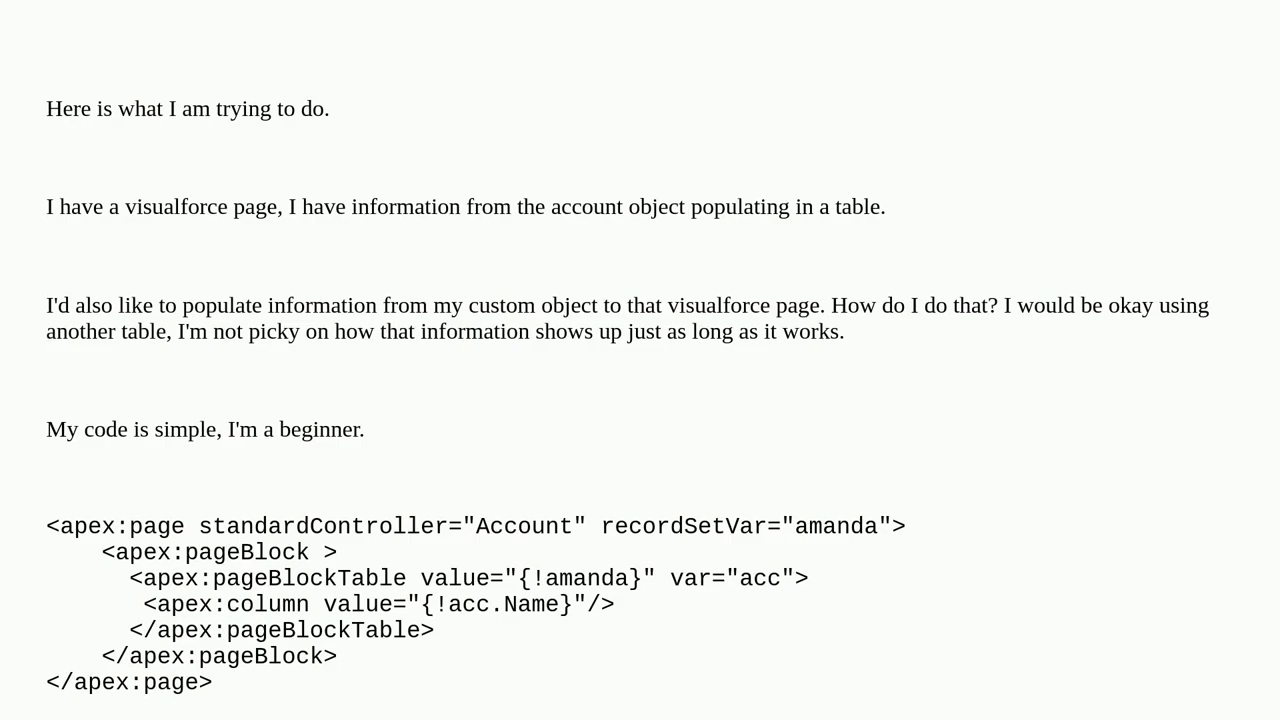 Here is what I am trying to do.
I have a visualforce page, I have information from the account object populating in a table.
I'd also like to populate information from my custom object to that visualforce page. How do I do that? I would be okay using
another table, I'm not picky on how that information shows up just as long as it works.
My code is simple, I'm a beginner.
<apex:page standardController="Account" recordSetVar="amanda">
    <apex:pageBlock >
      <apex:pageBlockTable value="{!amanda}" var="acc">
       <apex:column value="{!acc.Name}"/>
      </apex:pageBlockTable>
    </apex:pageBlock>
</apex:page>